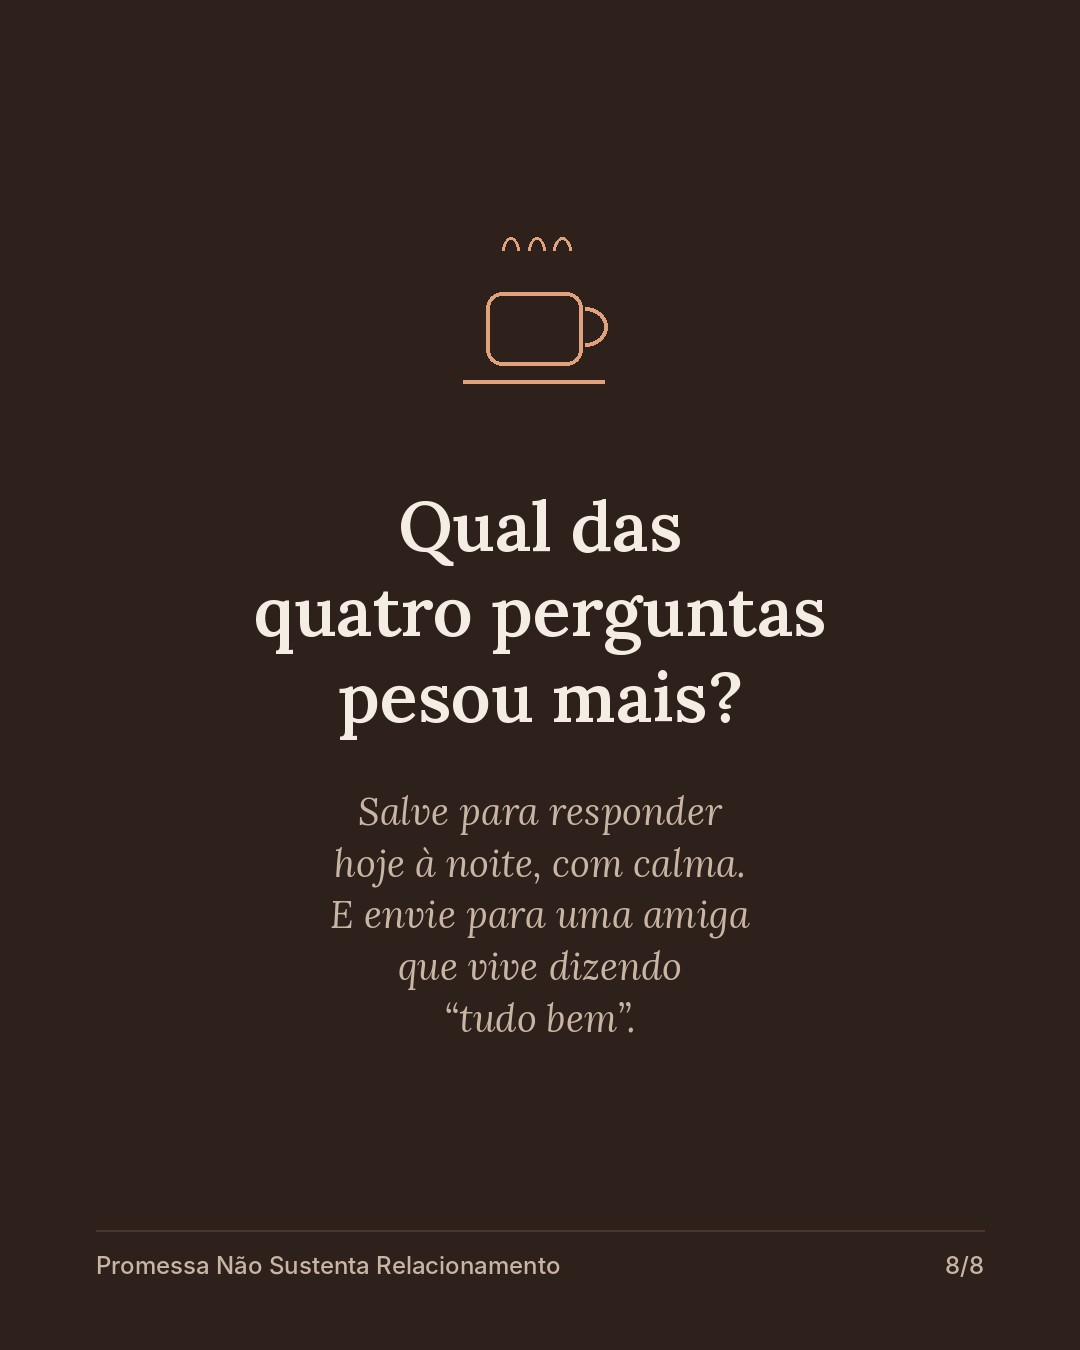 Qual das
quatro perguntas
pesou mais?
Salve para responder
hoje à noite, com calma.
E envie para uma amiga
que vive dizendo
“tudo bem”.
Promessa Não Sustenta Relacionamento
8/8